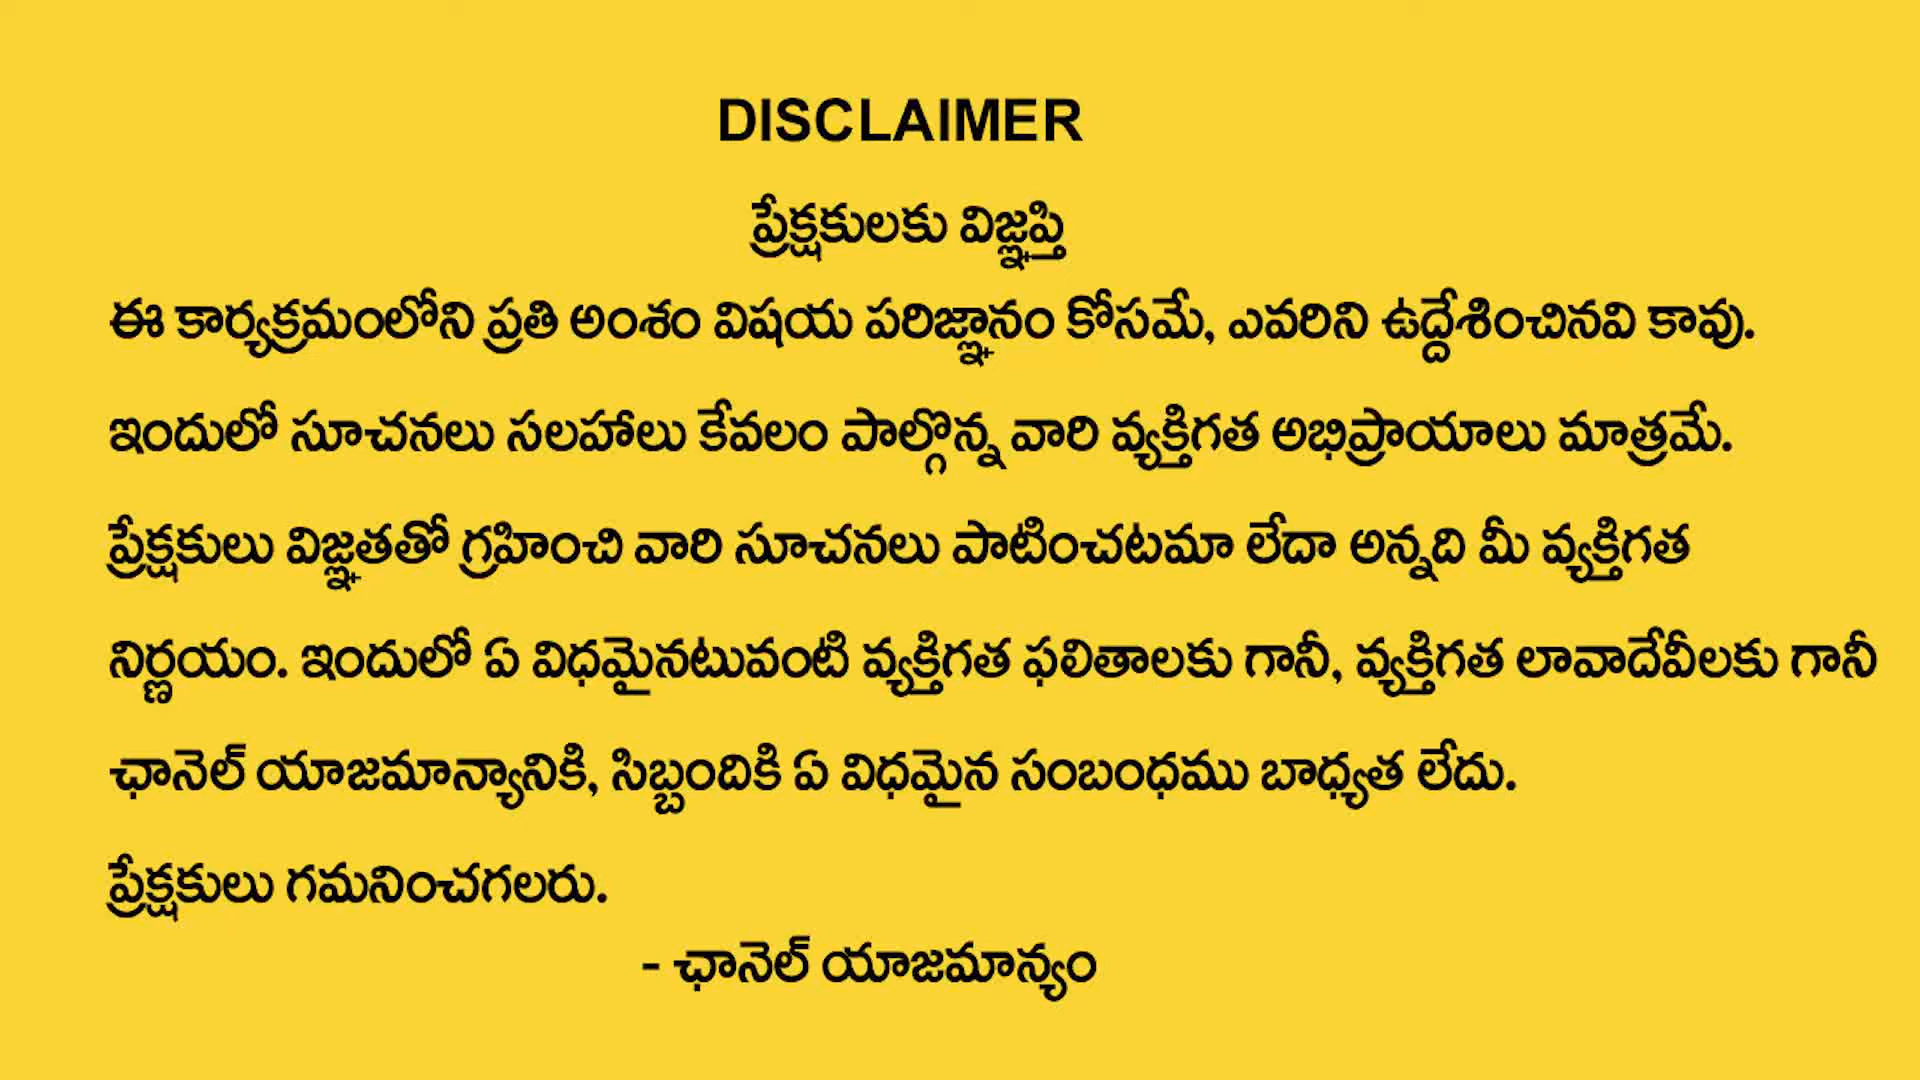 DISCLAIMER
ప్రేక్షకులకు విజ్ఞప్తి
ఈ కార్యక్రమంలోని ప్రతి అంశం విషయ పరిజ్ఞానం కోసమే, ఎవరిని ఉద్దేశించినవి కావు.
ఇందులో సూచనలు సలహాలు కేవలం పాల్గొన్న వారి వ్యక్తిగత అభిప్రాయాలు మాత్రమే.
ప్రేక్షకులు విజ్ఞతతో గ్రహించి వారి సూచనలు పాటించటమా లేదా అన్నది మీ వ్యక్తిగత
నిర్ణయం. ఇందులో ఏ విధమైనటువంటి వ్యక్తిగత ఫలితాలకు గానీ, వ్యక్తిగత లావాదేవీలకు గానీ
ఛానెల్ యాజమాన్యానికి, సిబ్బందికి ఏ విధమైన సంబంధము బాధ్యత లేదు.
ప్రేక్షకులు గమనించగలరు.
- ఛానెల్ యాజమాన్యం